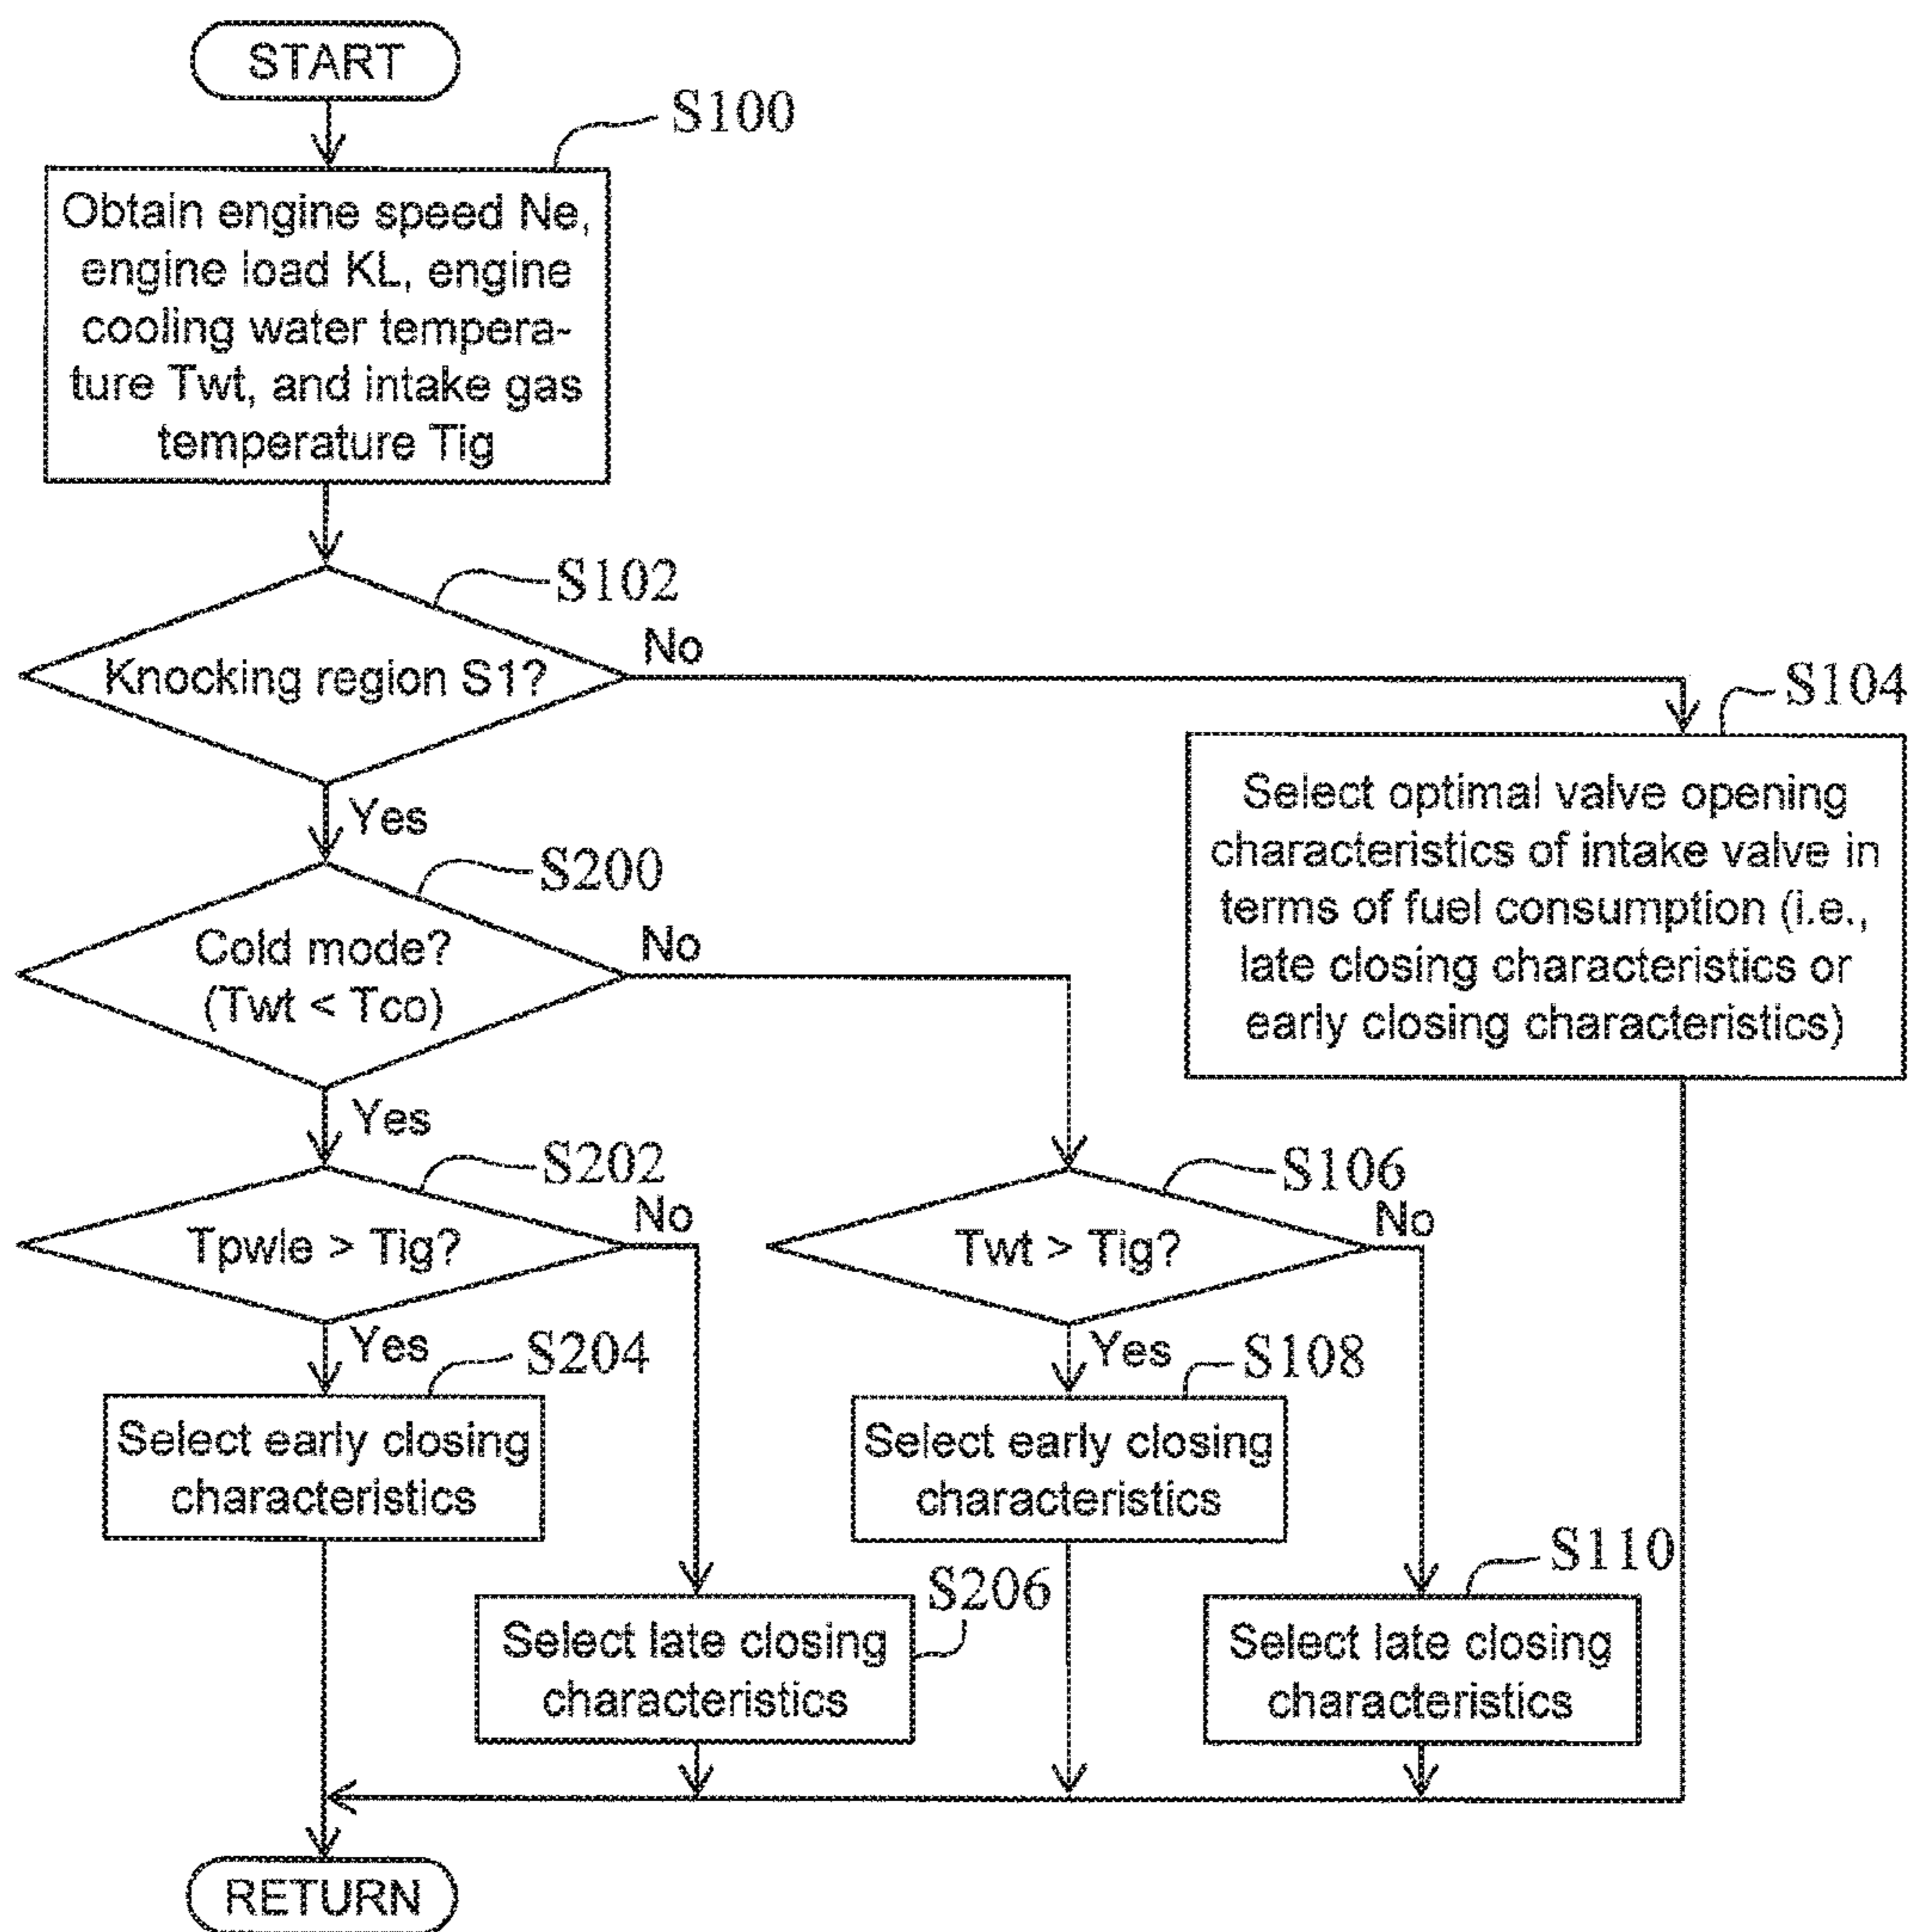 START
S100
Obtain engine speed Ne,
engine load KL, engine
cooling water tempera-
ture Twt, and intake gas
temperature Tig
S102
Knocking region S1?
No
Yes
S104
Select optimal valve opening
characteristics of intake valve in
terms of fuel consumption (i.e.,
late closing characteristics or
early closing characteristics)
S200
Cold mode?
(Twt < Tco)
No
Yes
S202
Tpwle > Tig?
No
Yes
S106
Twt > Tig?
No
Yes
S204
Select early closing
characteristics
S108
Select early closing
characteristics
S206
Select late closing
characteristics
S110
Select late closing
characteristics
RETURN